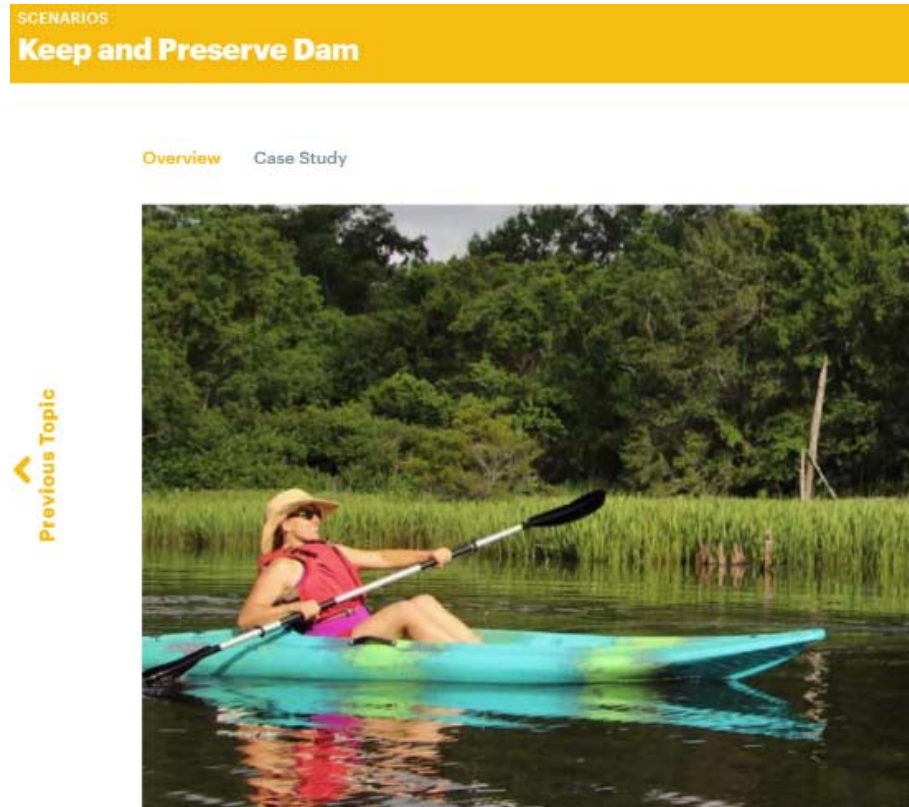 SCENARIOS
Keep and Preserve Dam
Overview
Case Study
Previous Topic